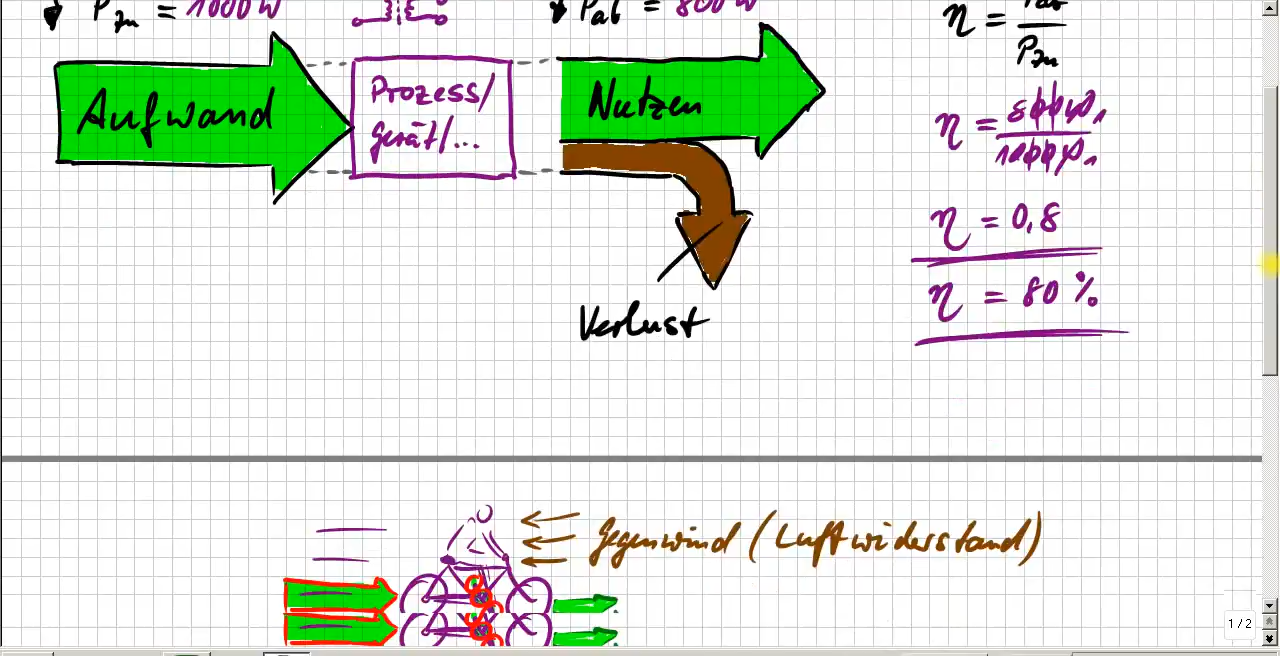 P_zu = 1000 W
P_ab = 800 W
η = P_ab / P_zu
Aufwand
Prozess/
Gerät/...
Nutzen
η = 800 W / 1000 W
η = 0,8
η = 80 %
Verlust
Gegenwind (Luftwiderstand)
1 / 2